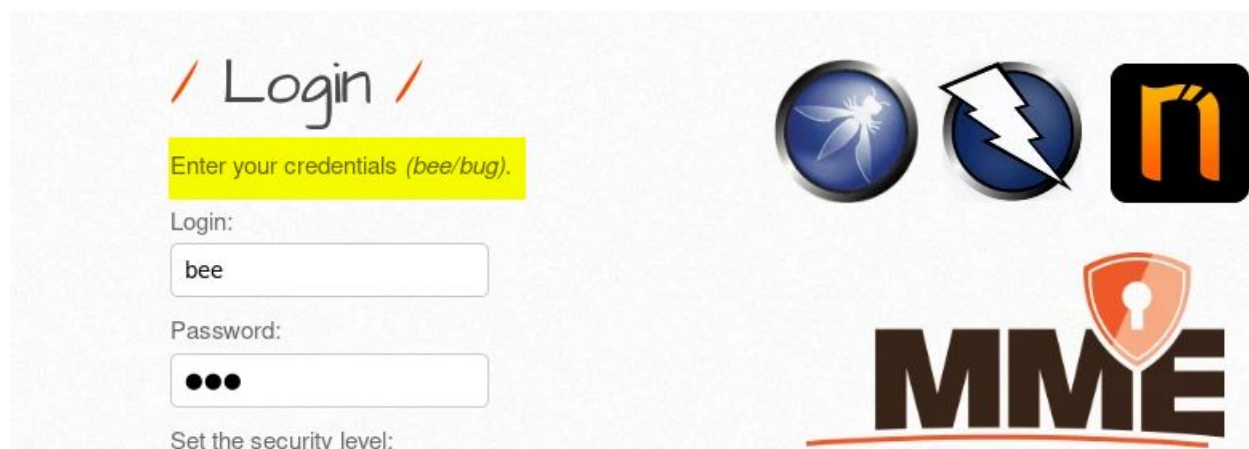 / Login /
Enter your credentials (bee/bug).
Login:
bee
Password:
●●●
Set the security level:
n
MME